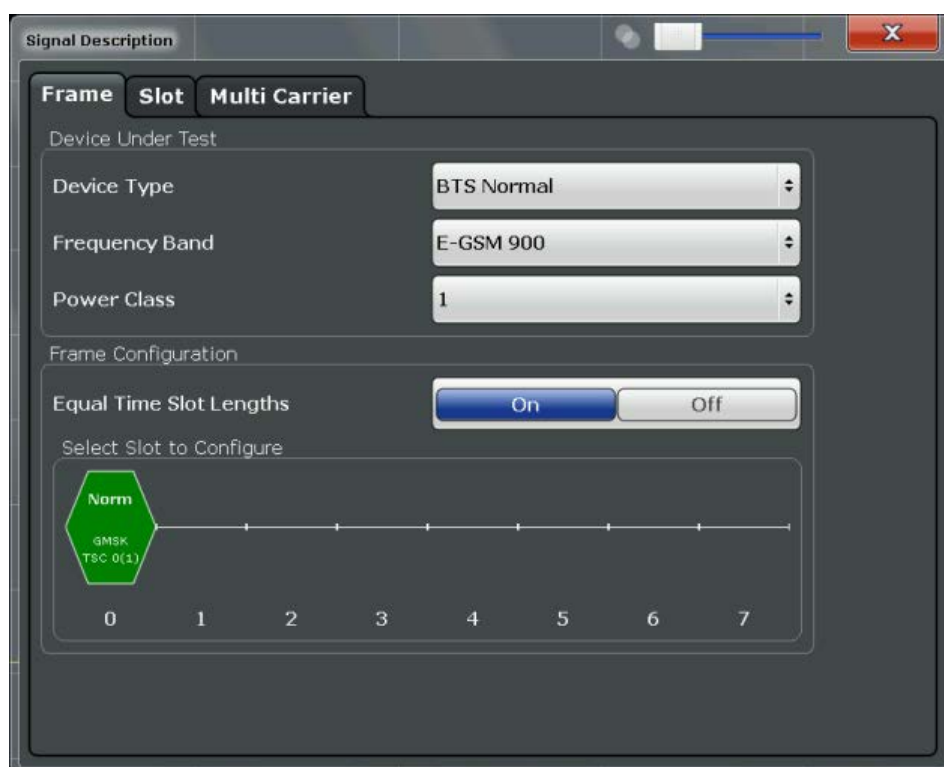 Signal Description
X
Frame Slot Multi Carrier
Device Under Test
Device Type BTS Normal
Frequency Band E-GSM 900
Power Class 1
Frame Configuration
Equal Time Slot Lengths On Off
Select Slot to Configure
Norm
GMSK
TSC 0(1)
0 1 2 3 4 5 6 7